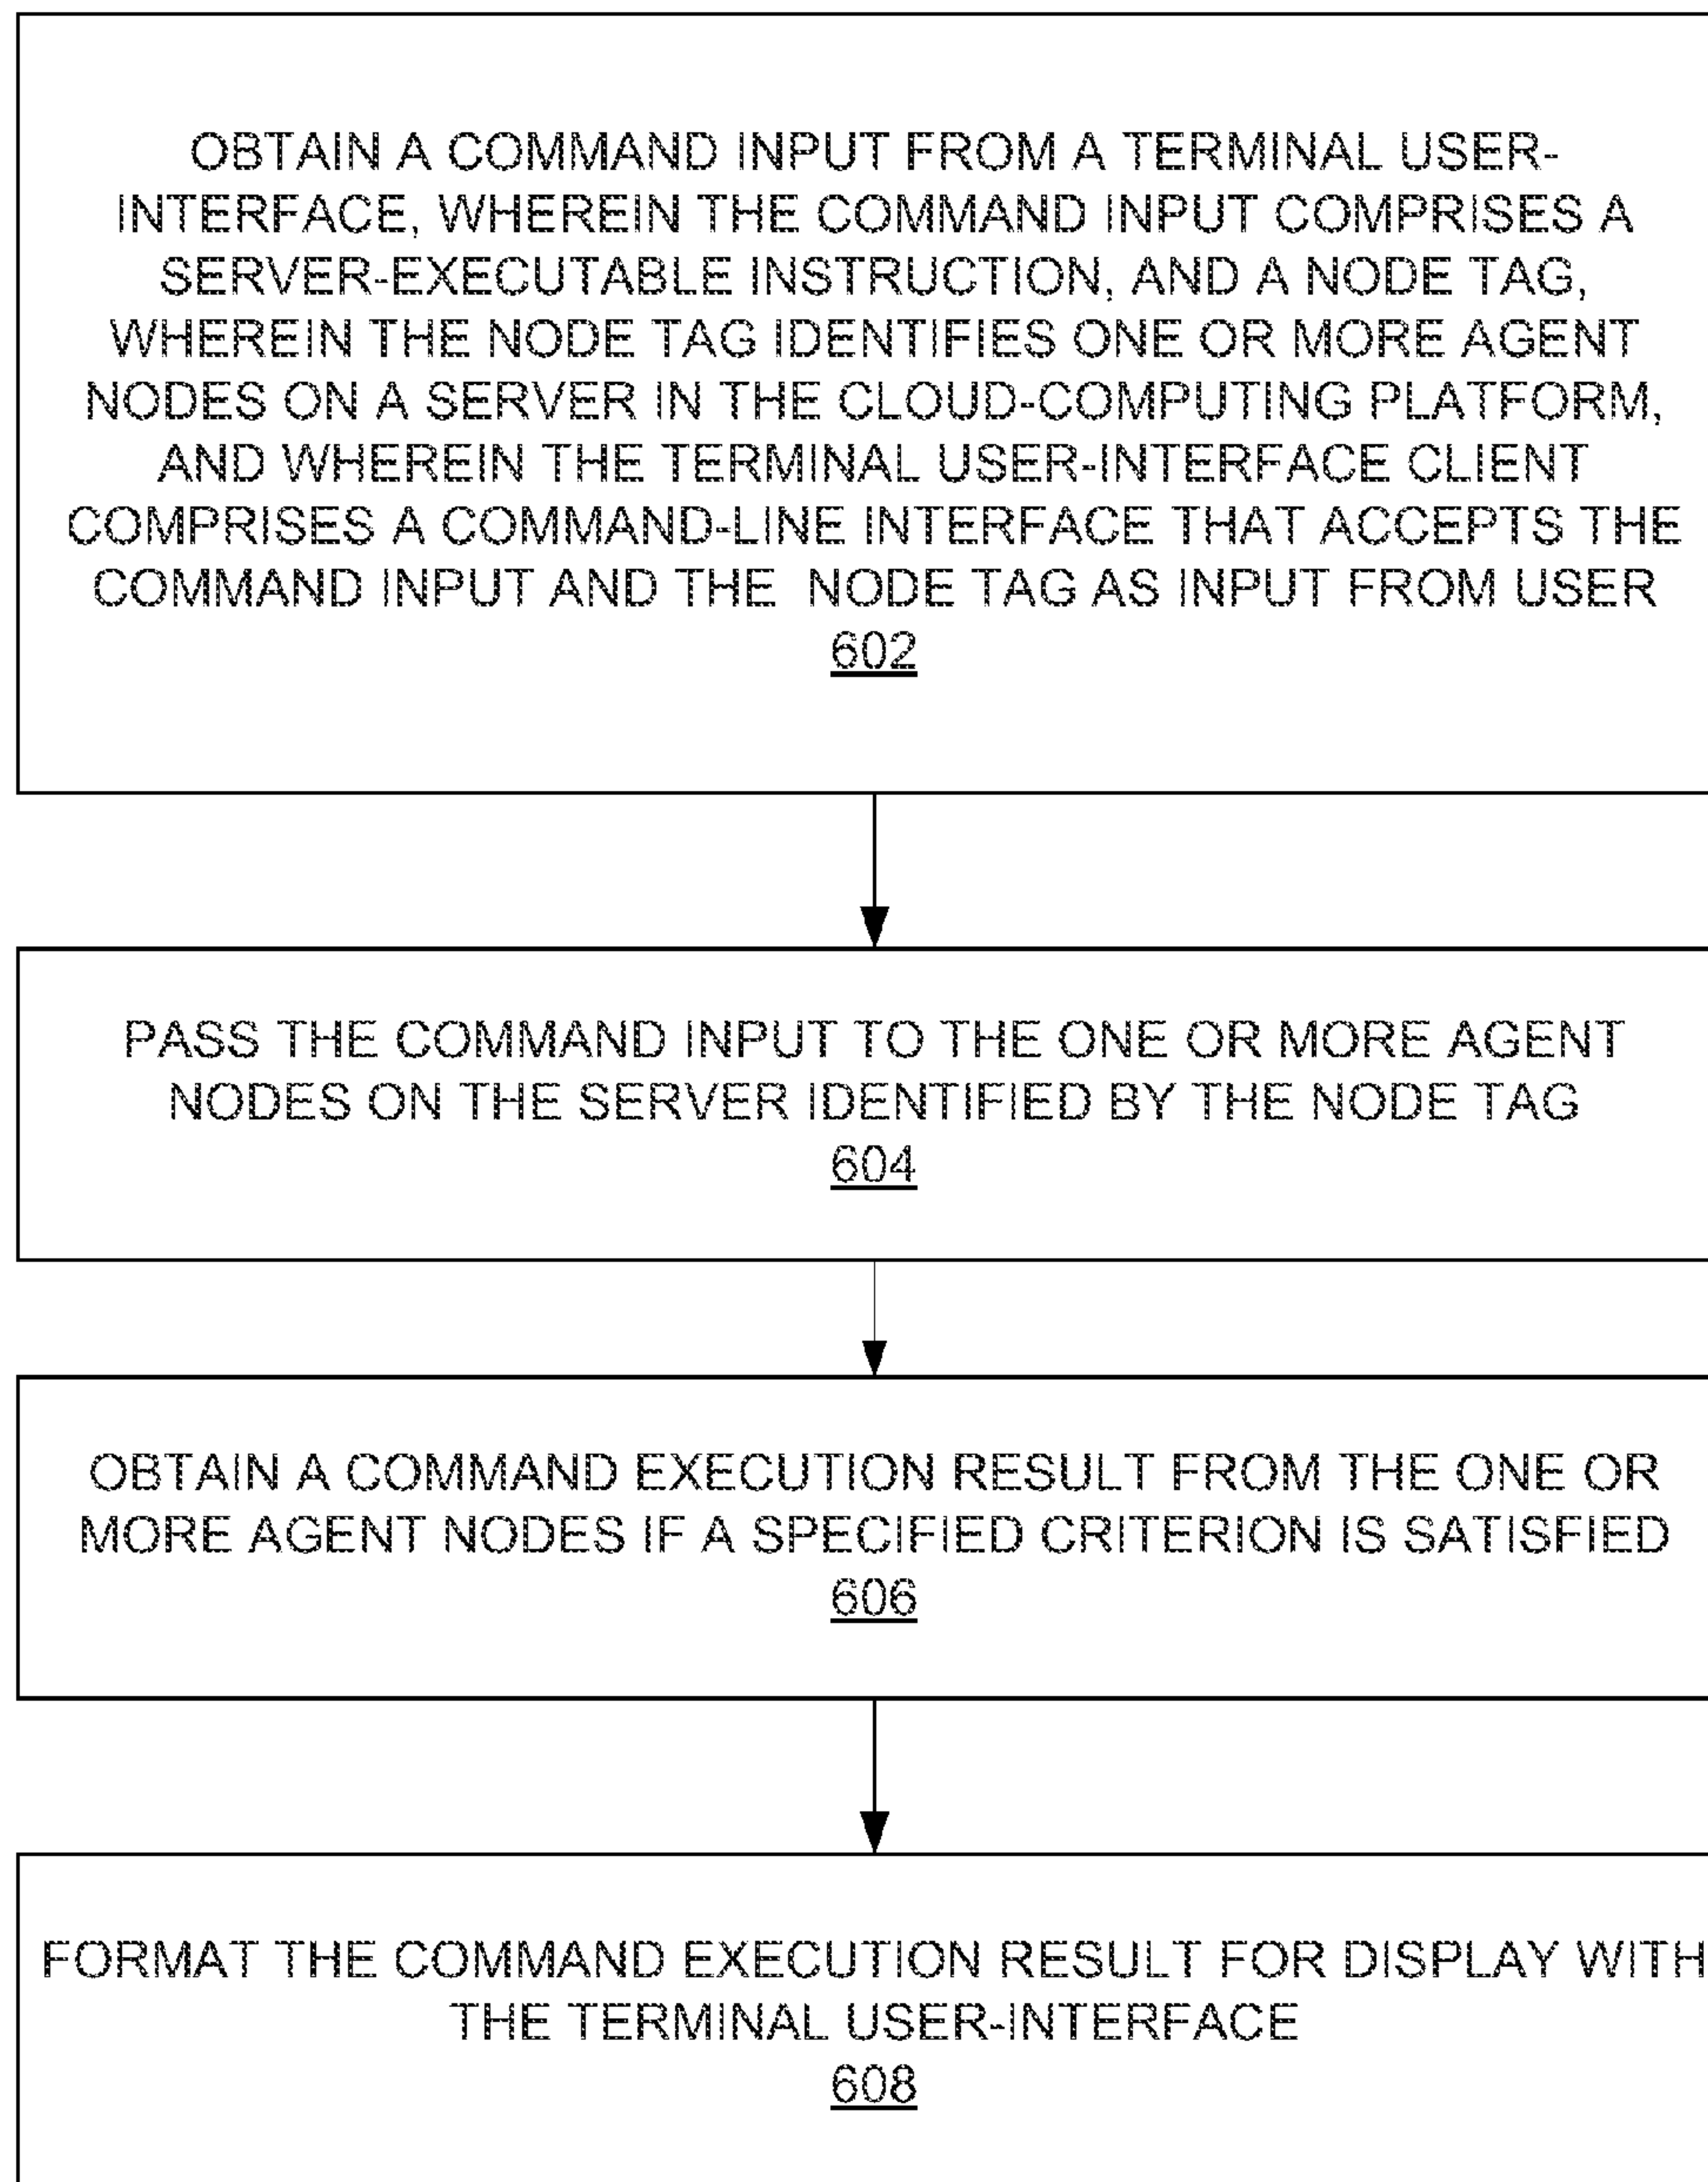 OBTAIN A COMMAND INPUT FROM A TERMINAL USER-
INTERFACE, WHEREIN THE COMMAND INPUT COMPRISES A
SERVER-EXECUTABLE INSTRUCTION, AND A NODE TAG,
WHEREIN THE NODE TAG IDENTIFIES ONE OR MORE AGENT
NODES ON A SERVER IN THE CLOUD-COMPUTING PLATFORM,
AND WHEREIN THE TERMINAL USER-INTERFACE CLIENT
COMPRISES A COMMAND-LINE INTERFACE THAT ACCEPTS THE
COMMAND INPUT AND THE NODE TAG AS INPUT FROM USER
602
PASS THE COMMAND INPUT TO THE ONE OR MORE AGENT
NODES ON THE SERVER IDENTIFIED BY THE NODE TAG
604
OBTAIN A COMMAND EXECUTION RESULT FROM THE ONE OR
MORE AGENT NODES IF A SPECIFIED CRITERION IS SATISFIED
606
FORMAT THE COMMAND EXECUTION RESULT FOR DISPLAY WITH
THE TERMINAL USER-INTERFACE
608